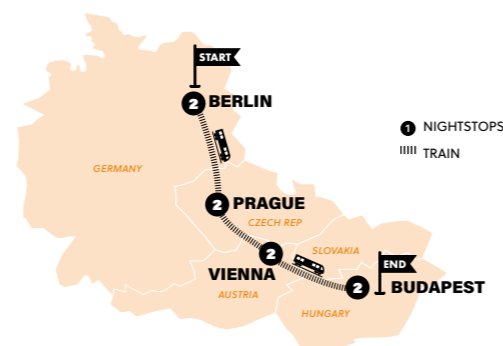 START
2 BERLIN
1 NIGHTSTOPS
TRAIN
GERMANY
2 PRAGUE
CZECH REP
SLOVAKIA
2
END
VIENNA
2
BUDAPEST
AUSTRIA
HUNGARY